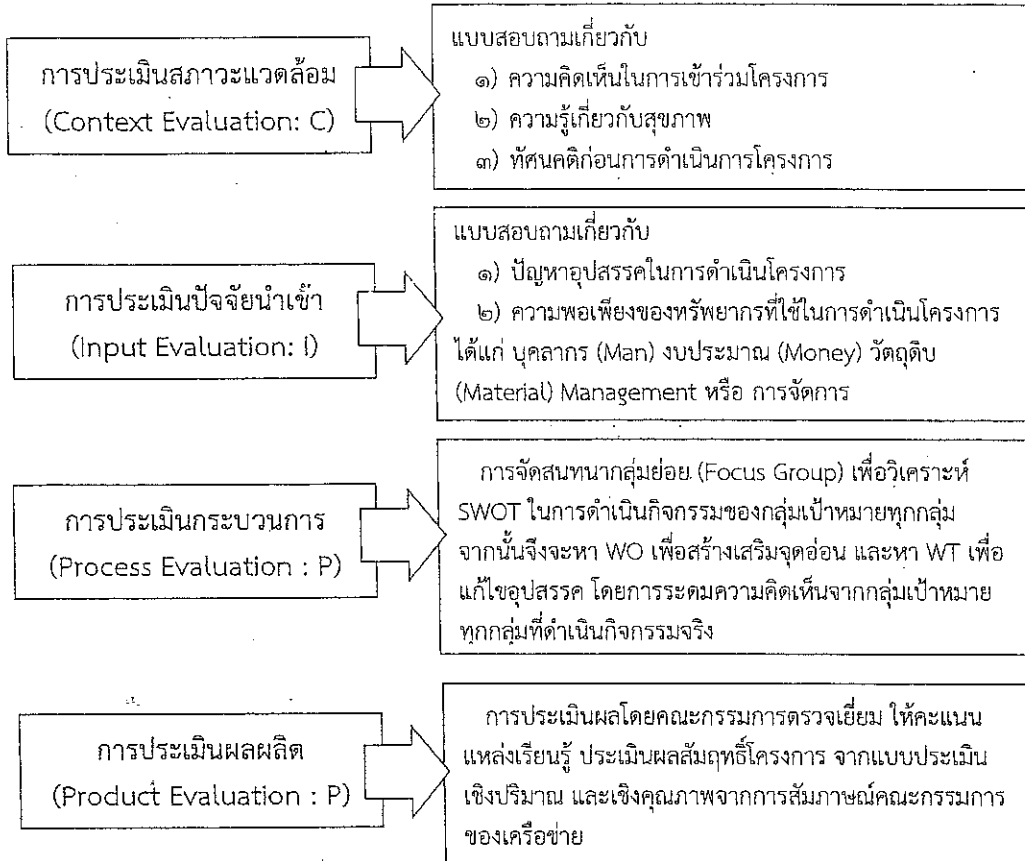 การประเมินสภาวะแวดล้อม
(Context Evaluation: C)
แบบสอบถามเกี่ยวกับ
๑) ความคิดเห็นในการเข้าร่วมโครงการ
๒) ความรู้เกี่ยวกับสุขภาพ
๓) ทัศนคติก่อนการดำเนินการโครงการ
การประเมินปัจจัยนำเข้า
(Input Evaluation: I)
แบบสอบถามเกี่ยวกับ
๑) ปัญหาอุปสรรคในการดำเนินโครงการ
๒) ความพอเพียงของทรัพยากรที่ใช้ในการดำเนินโครงการ
ได้แก่ บุคลากร (Man) งบประมาณ (Money) วัตถุดิบ
(Material) Management หรือ การจัดการ
การประเมินกระบวนการ
(Process Evaluation : P)
การจัดสนทนากลุ่มย่อย (Focus Group) เพื่อวิเคราะห์
SWOT ในการดำเนินกิจกรรมของกลุ่มเป้าหมายทุกกลุ่ม
จากนั้นจึงจะหา WO เพื่อสร้างเสริมจุดอ่อน และหา WT เพื่อ
แก้ไขอุปสรรค โดยการระดมความคิดเห็นจากกลุ่มเป้าหมาย
ทุกกลุ่มที่ดำเนินกิจกรรมจริง
การประเมินผลผลิต
(Product Evaluation : P)
การประเมินผลโดยคณะกรรมการตรวจเยี่ยม ให้คะแนน
แหล่งเรียนรู้ ประเมินผลสัมฤทธิ์โครงการ จากแบบประเมิน
เชิงปริมาณ และเชิงคุณภาพจากการสัมภาษณ์คณะกรรมการ
ของเครือข่าย